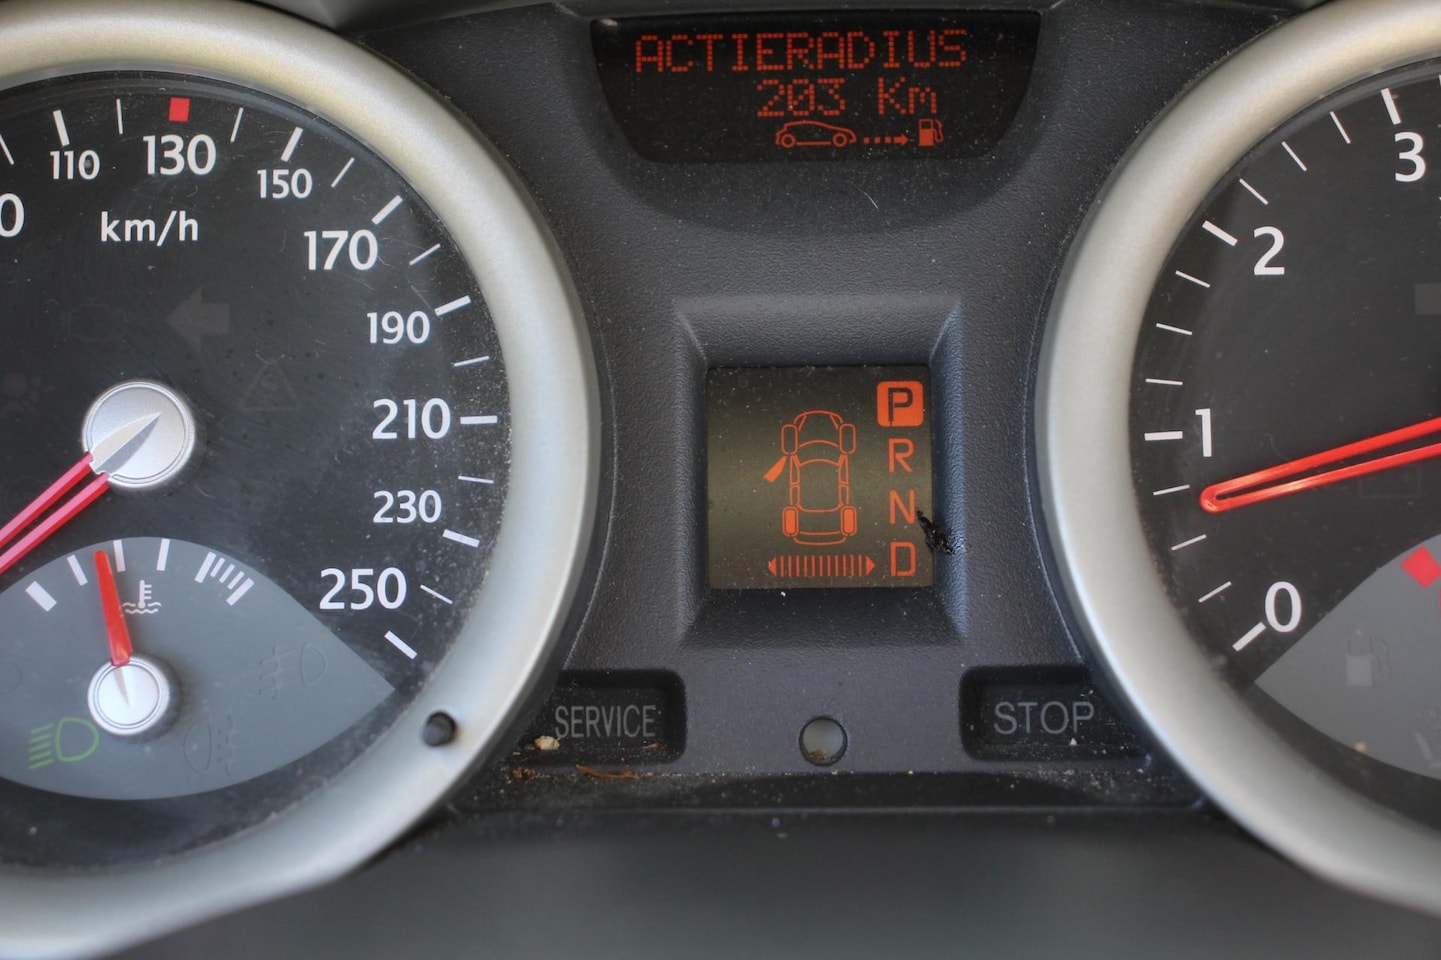 ACTIERADIUS
203 Km
110
130
150
170
190
210
230
250
km/h
P
R
N
D
3
2
1
0
SERVICE
STOP